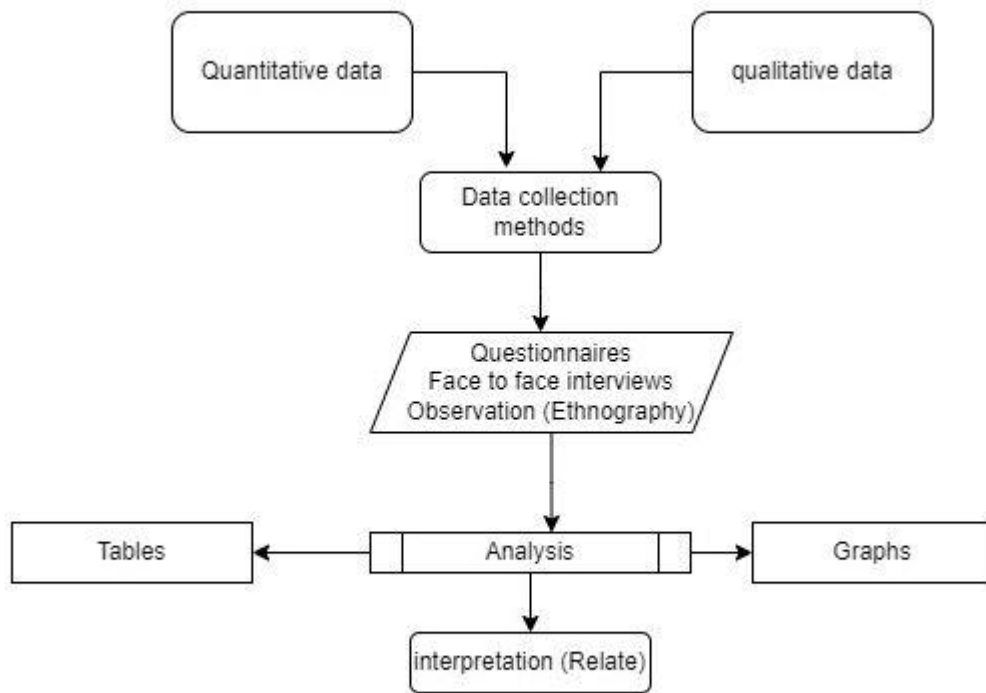 Quantitative data
qualitative data
Data collection
methods
Questionnaires
Face to face interviews
Observation (Ethnography)
Tables
Analysis
Graphs
interpretation (Relate)